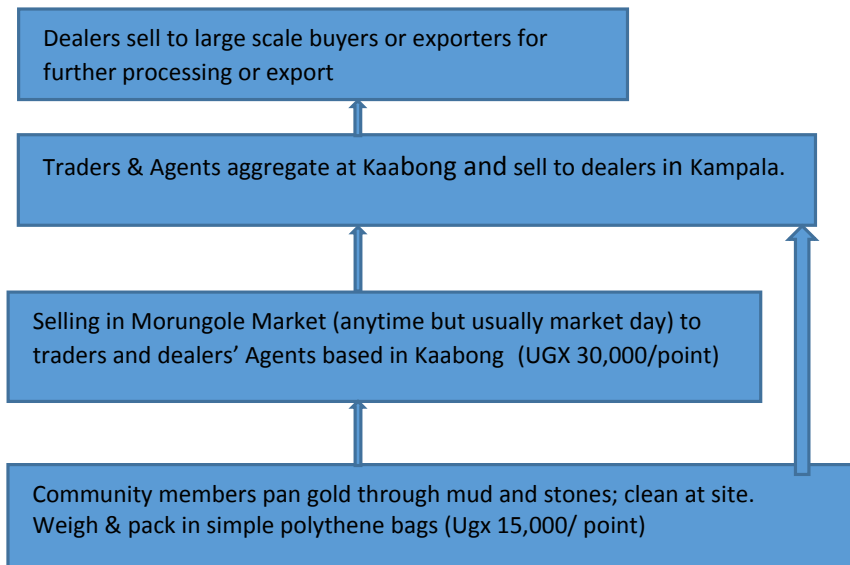 Dealers sell to large scale buyers or exporters for
further processing or export
Traders & Agents aggregate at Kaabong and sell to dealers in Kampala.
Selling in Morungole Market (anytime but usually market day) to
traders and dealers’ Agents based in Kaabong (UGX 30,000/point)
Community members pan gold through mud and stones; clean at site.
Weigh & pack in simple polythene bags (Ugx 15,000/ point)